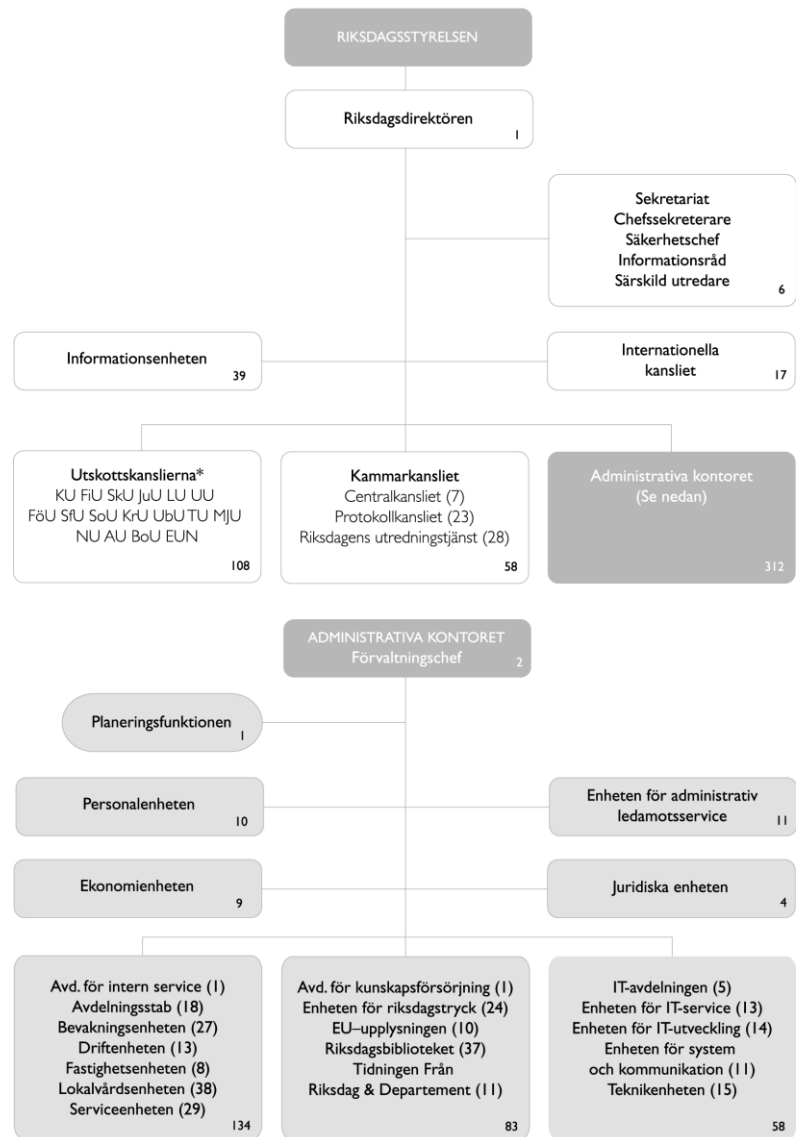 RIKSDAGSSTYRELSEN
Riksdagsdirektören
1
Sekretariat
Chefssekreterare
Säkerhetschef
Informationsråd
Särskild utredare
6
Informationsenheten
39
Internationella
kansliet
17
Utskottskanslierna*
KU FiU SkU JuU LU UU
FöU SfU SoU KrU UbU TU MJU
NU AU BoU EUN
108
Kammarkansliet
Centralkansliet (7)
Protokollkansliet (23)
Riksdagens utredningstjänst (28)
58
Administrativa kontoret
(Se nedan)
312
ADMINISTRATIVA KONTORET
Förvaltningschef
2
Planeringsfunktionen
1
Personalenheten
10
Enheten för administrativ
ledamotsservice
11
Ekonomienheten
9
Juridiska enheten
4
Avd. för intern service (1)
Avdelningsstab (18)
Bevakningsenheten (27)
Driftenheten (13)
Fastighetsenheten (8)
Lokalvårdsenheten (38)
Serviceenheten (29)
134
Avd. för kunskapsförsörjning (1)
Enheten för riksdagstryck (24)
EU–upplysningen (10)
Riksdagsbiblioteket (37)
Tidningen Från
Riksdag & Departement (11)
83
IT-avdelningen (5)
Enheten för IT-service (13)
Enheten för IT-utveckling (14)
Enheten för system
och kommunikation (11)
Teknikenheten (15)
58